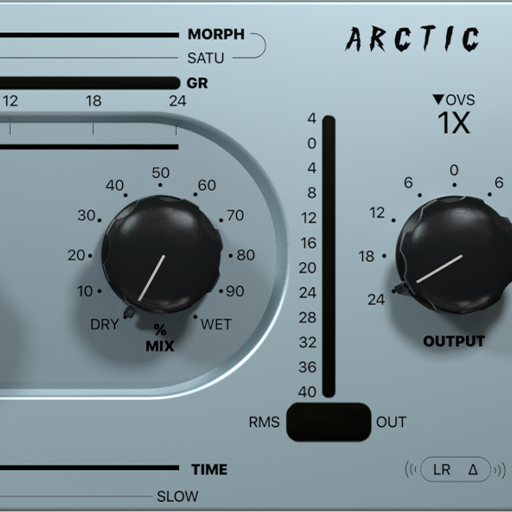 MORPH
ARCTIC
SATU
GR
12 18 24
▼OVS
1X
4
0
4
8
12
16
20
24
28
32
36
40
50
40 60
30 70
20 80
10 90
DRY WET
%
MIX
0
6 6
12
18
24
OUTPUT
RMS OUT
LR Δ
TIME
SLOW